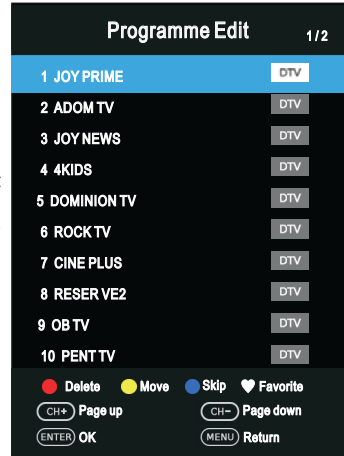 Programme Edit 1/2
1 JOY PRIME DTV
2 ADOM TV DTV
3 JOY NEWS DTV
4 4KIDS DTV
5 DOMINION TV DTV
6 ROCK TV DTV
7 CINE PLUS DTV
8 RESER VE2 DTV
9 OB TV DTV
10 PENT TV DTV
Delete Move Skip Favorite
CH+ Page up CH- Page down
ENTER OK MENU Return